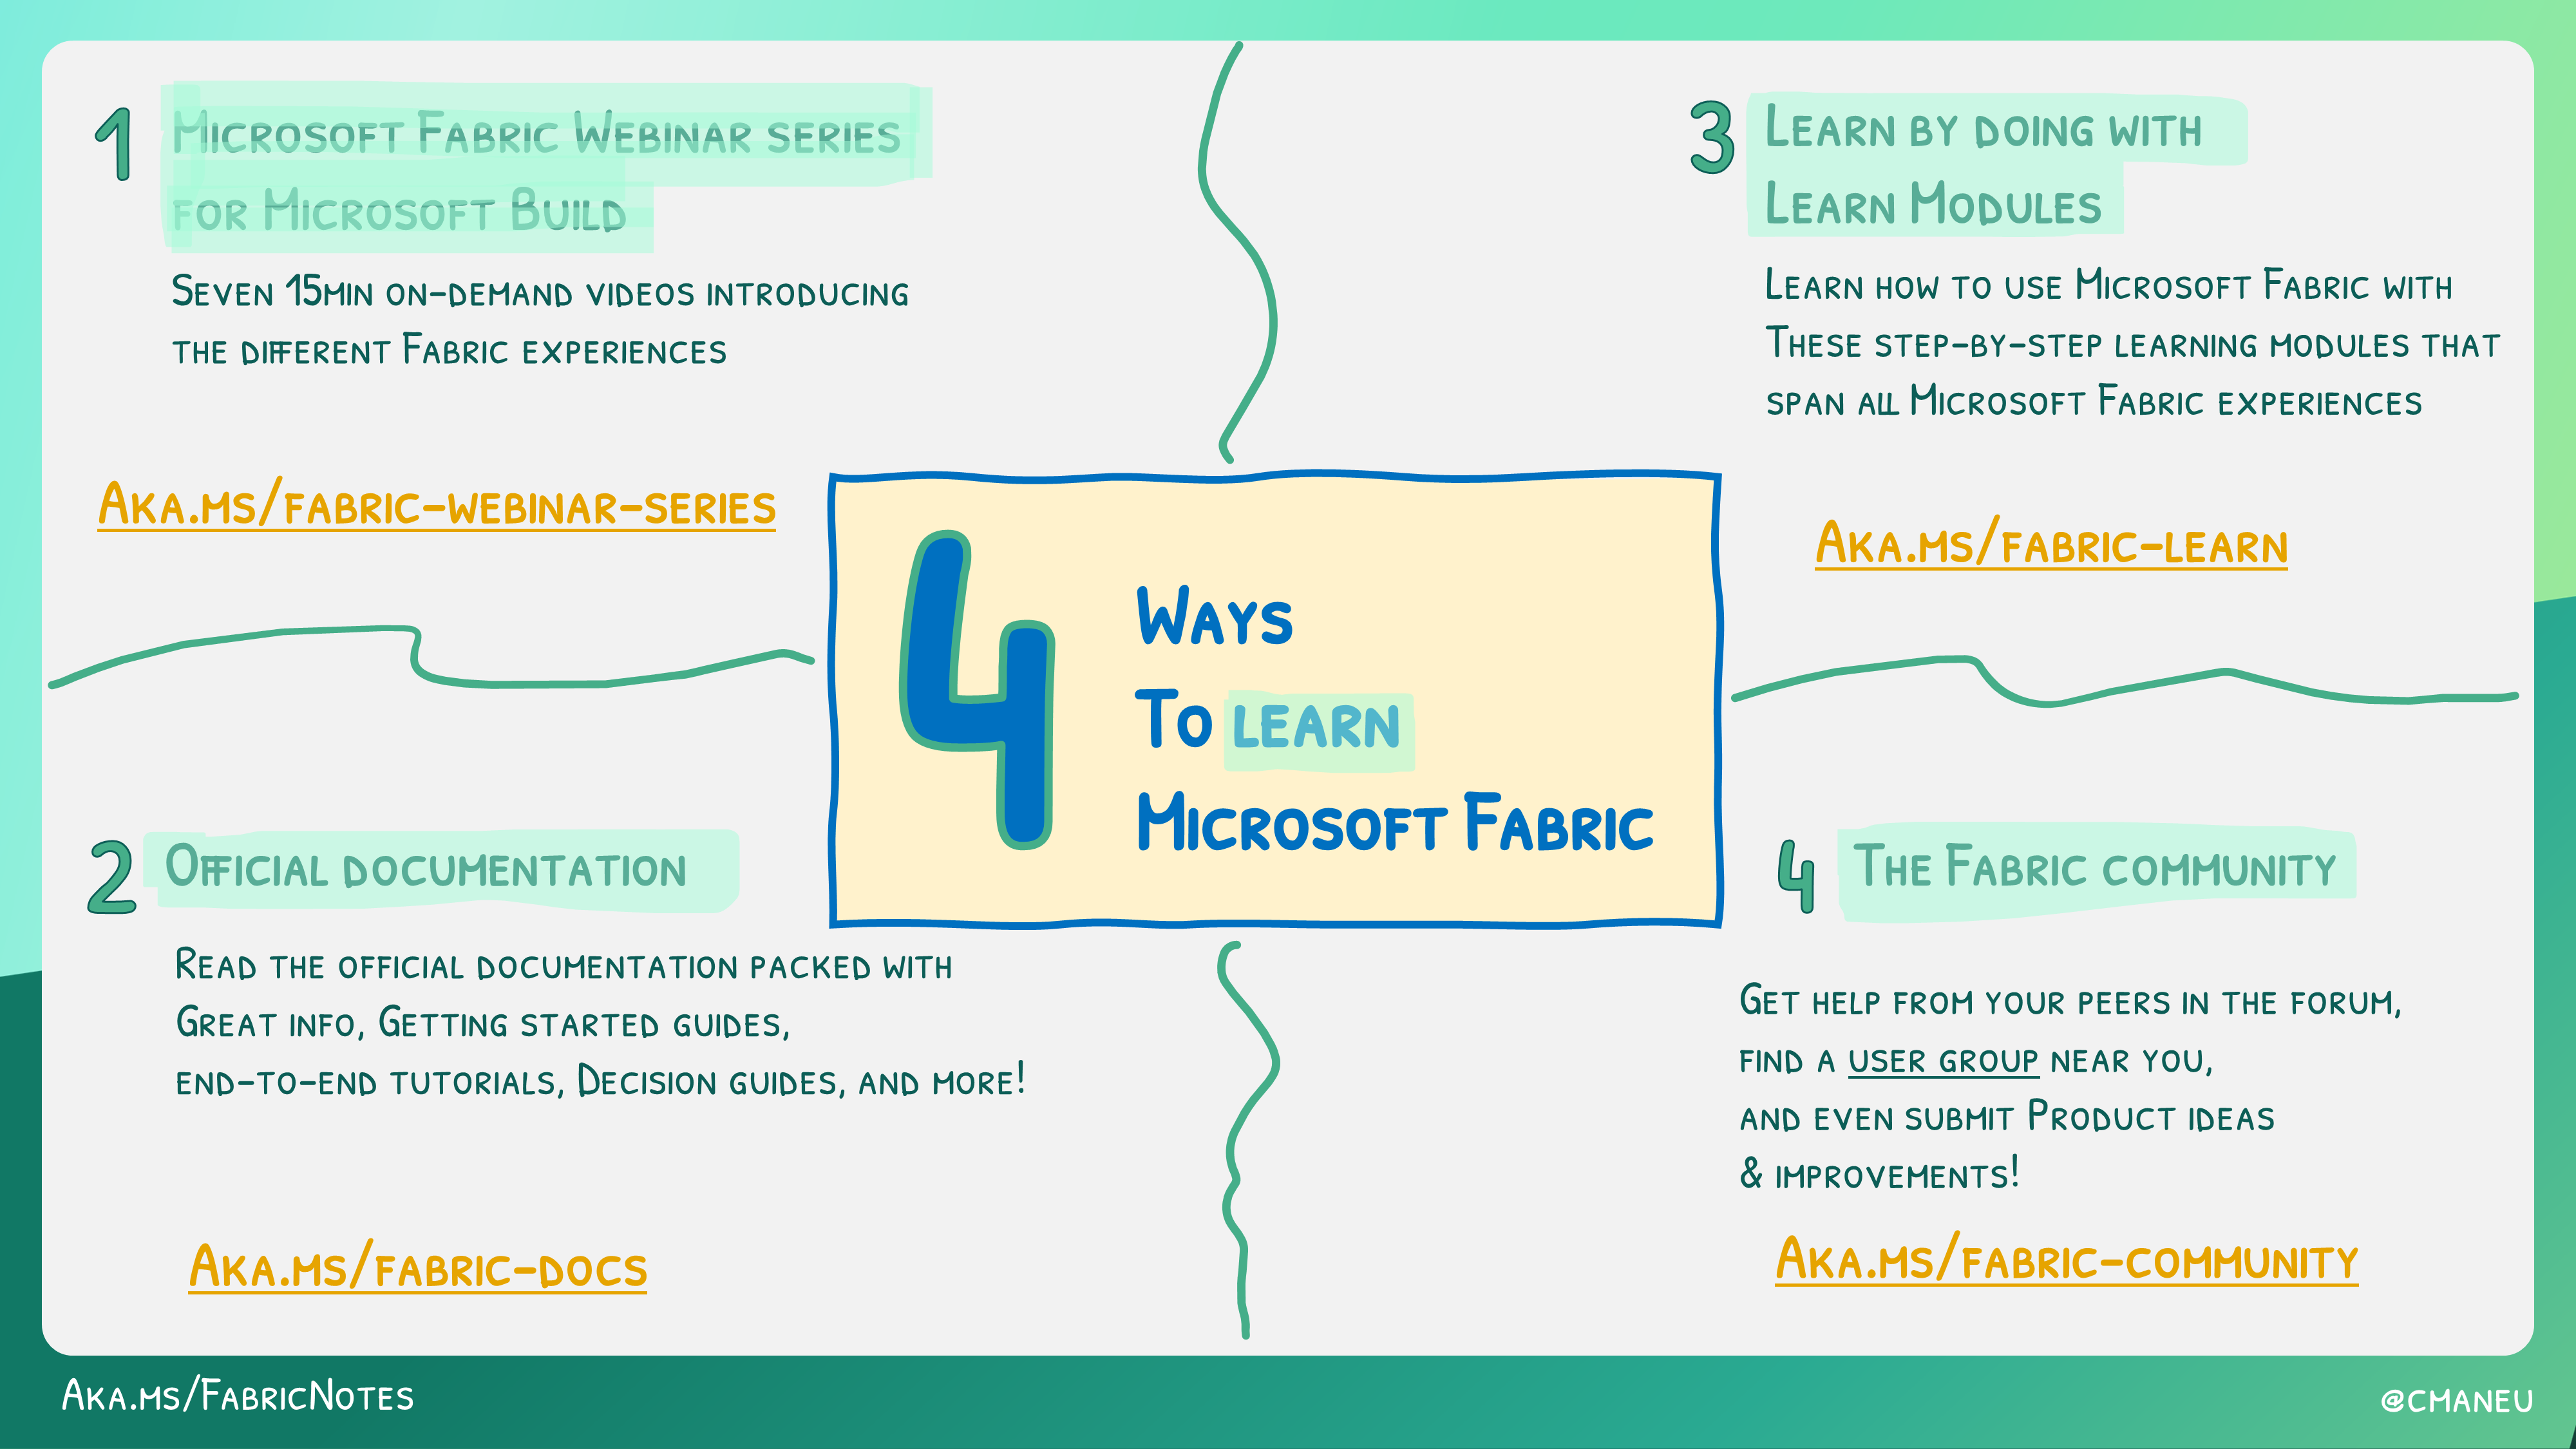 1 Microsoft Fabric Webinar series
for Microsoft Build
Seven 15min on-demand videos introducing
the different Fabric experiences
Aka.ms/fabric-webinar-series
2 Official documentation
Read the official documentation packed with
Great info, Getting started guides,
end-to-end tutorials, Decision guides, and more!
Aka.ms/fabric-docs
4
Ways
To learn
Microsoft Fabric
3 Learn by doing with
Learn Modules
Learn how to use Microsoft Fabric with
These step-by-step learning modules that
span all Microsoft Fabric experiences
Aka.ms/fabric-learn
4 The Fabric community
Get help from your peers in the forum,
find a user group near you,
and even submit Product ideas
& improvements!
Aka.ms/fabric-community
Aka.ms/FabricNotes
@cmaneu